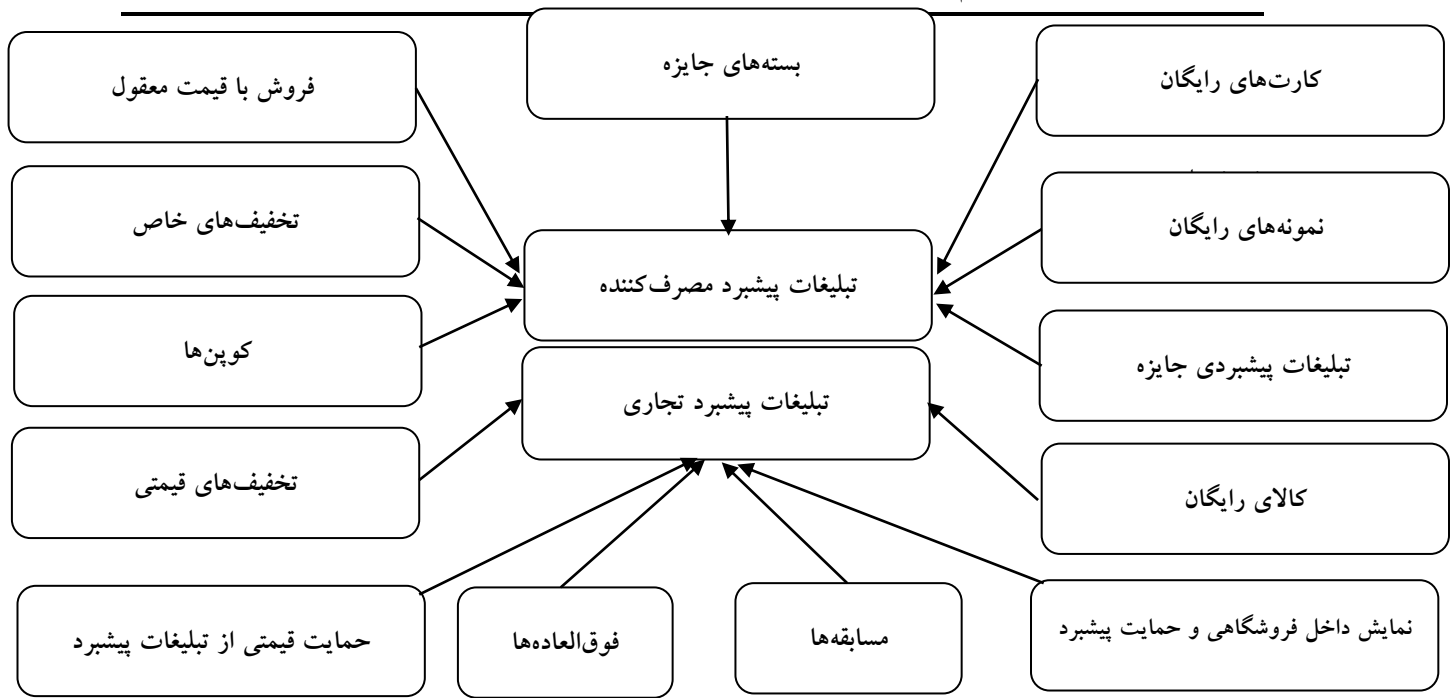 بسته‌های جایزه
کارت‌های رایگان
فروش با قیمت معقول
نمونه‌های رایگان
تخفیف‌های خاص
تبلیغات پیشبرد مصرف‌کننده
تبلیغات پیشبردی جایزه
کوپن‌ها
تبلیغات پیشبرد تجاری
کالای رایگان
تخفیف‌های قیمتی
نمایش داخل فروشگاهی و حمایت پیشبرد
مسابقه‌ها
فوق‌العاده‌ها
حمایت قیمتی از تبلیغات پیشبرد